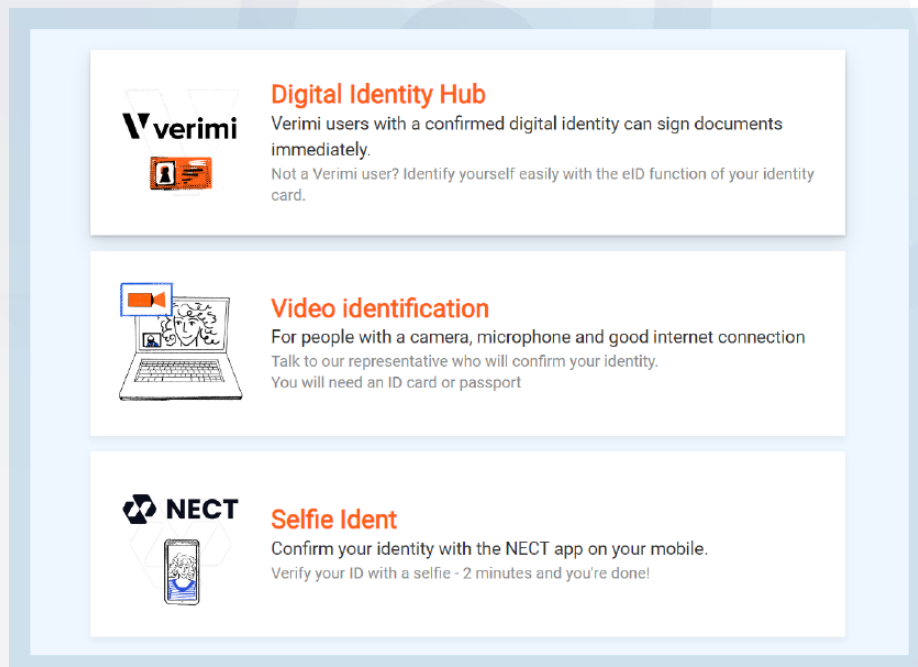 verimi
Digital Identity Hub
Verimi users with a confirmed digital identity can sign documents
immediately.
Not a Verimi user? Identify yourself easily with the eID function of your identity
card.
Video identification
For people with a camera, microphone and good internet connection
Talk to our representative who will confirm your identity.
You will need an ID card or passport
NECT
Selfie Ident
Confirm your identity with the NECT app on your mobile.
Verify your ID with a selfie - 2 minutes and you're done!